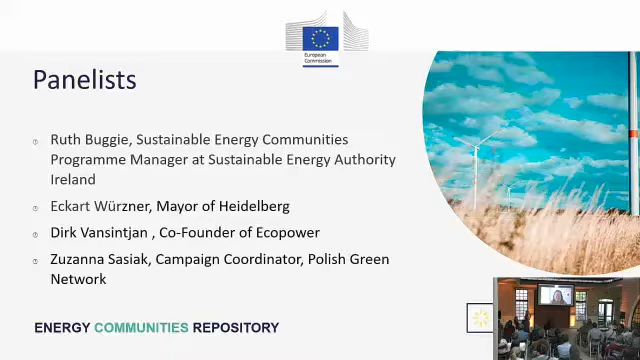 European
Commission
Panelists
Ruth Buggie, Sustainable Energy Communities
Programme Manager at Sustainable Energy Authority
Ireland
Eckart Würzner, Mayor of Heidelberg
Dirk Vansintjan , Co-Founder of Ecopower
Zuzanna Sasiak, Campaign Coordinator, Polish Green
Network
ENERGY COMMUNITIES REPOSITORY